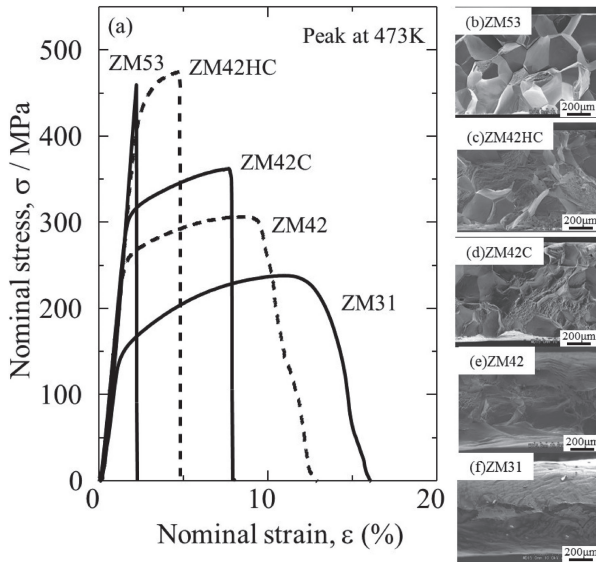 (a)
Peak at 473K
ZM53
ZM42HC
ZM42C
ZM42
ZM31
500
400
300
200
100
0
0
10
20
Nominal stress, σ / MPa
Nominal strain, ε (%)
(b)ZM53
200μm
(c)ZM42HC
200μm
(d)ZM42C
200μm
(e)ZM42
200μm
(f)ZM31
200μm